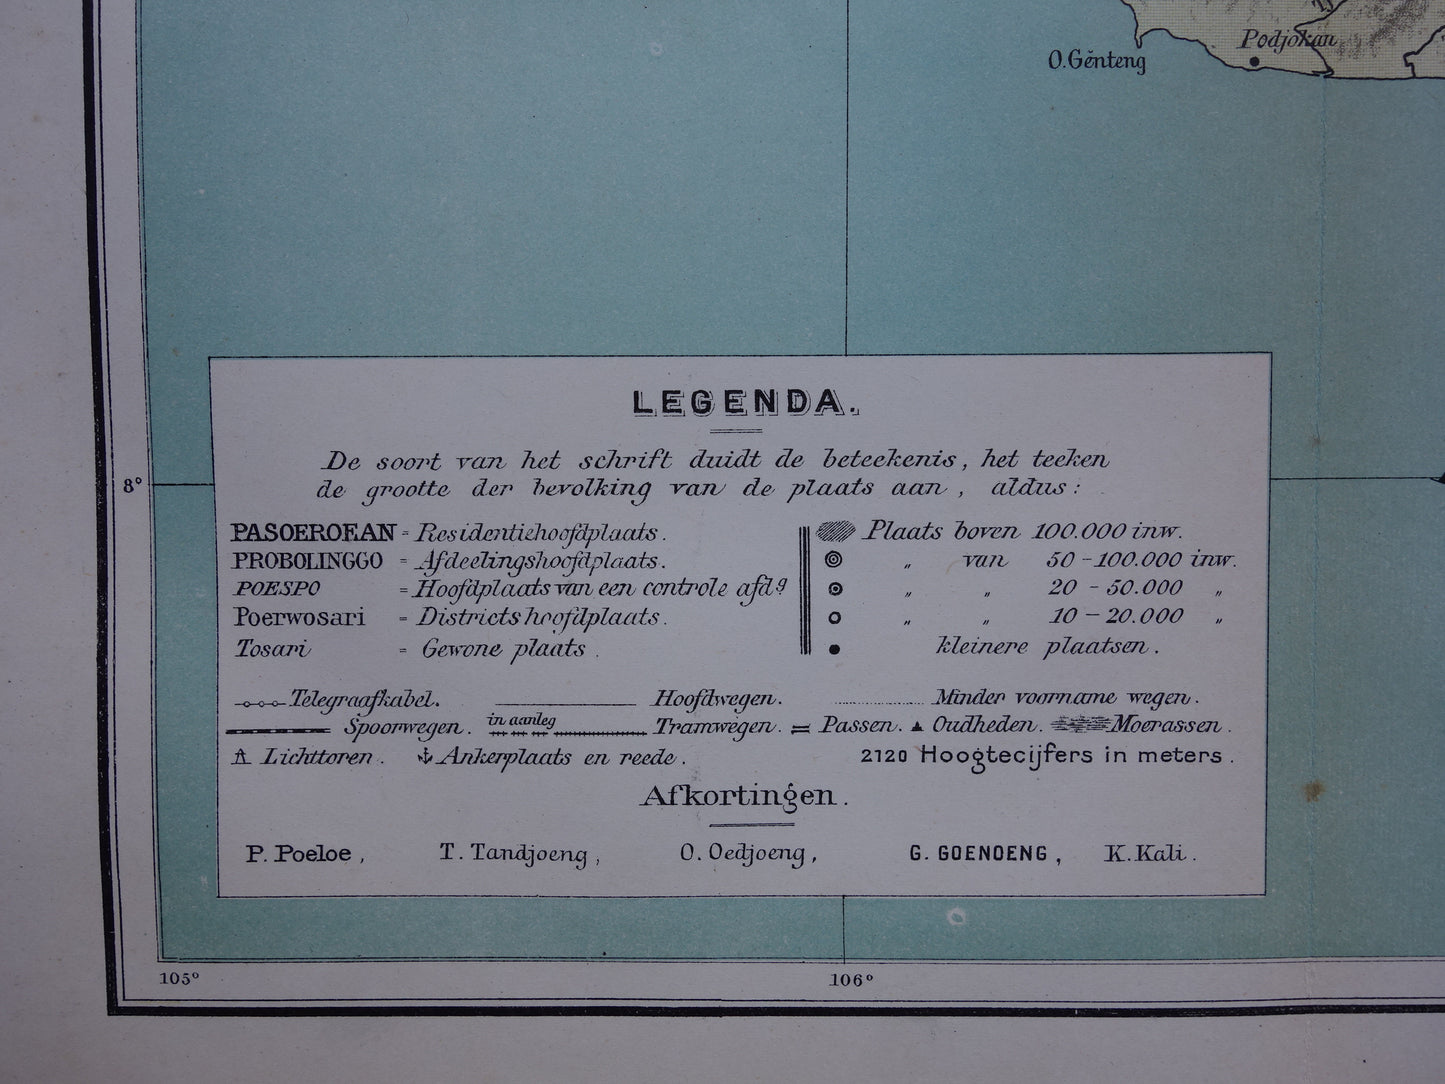 O.Gěnteng
Podjokan
LEGENDA.
De soort van het schrift duidt de beteekenis, het teeken
de grootte der bevolking van de plaats aan, aldus:
PASOEROEAN = Residentiehoofdplaats.
PROBOLINGGO = Afdeelingshoofdplaats.
POESPO = Hoofdplaats van een controle afdg
Poerwosari = Districtshoofdplaats.
Tosari = Gewone plaats.
Plaats boven 100.000 inw.
„ van 50-100.000 inw.
„ „ 20 - 50.000 „
„ „ 10 - 20.000 „
kleinere plaatsen.
Telegraafkabel. Hoofdwegen. Minder voorname wegen.
Spoorwegen. in aanleg Tramwegen. Passen. Oudheden. Moerassen.
Lichttoren. Ankerplaats en reede. 2120 Hoogtecijfers in meters.
Afkortingen.
P. Poeloe, T. Tandjoeng, O. Oedjoeng, G. GOENOENG, K. Kali.
8°
105° 106°